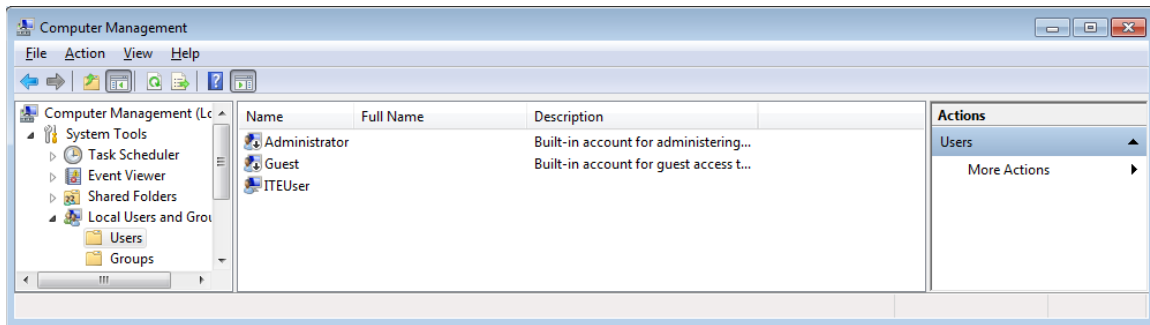 Computer Management
File Action View Help
Computer Management (Lc
System Tools
Task Scheduler
Event Viewer
Shared Folders
Local Users and Grou
Users
Groups
Name Full Name Description
Administrator Built-in account for administering...
Guest Built-in account for guest access t...
ITEUser
Actions
Users
More Actions